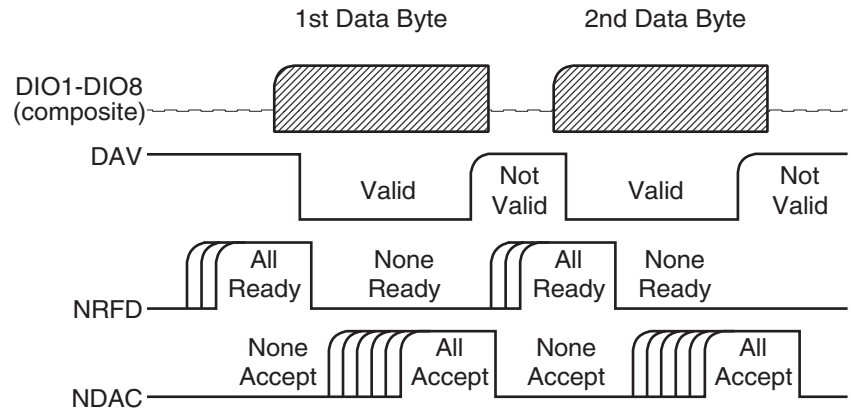 1st Data Byte
2nd Data Byte
DIO1-DIO8
(composite)
DAV
Valid
Not
Valid
Valid
Not
Valid
NRFD
All
Ready
None
Ready
All
Ready
None
Ready
NDAC
None
Accept
All
Accept
None
Accept
All
Accept